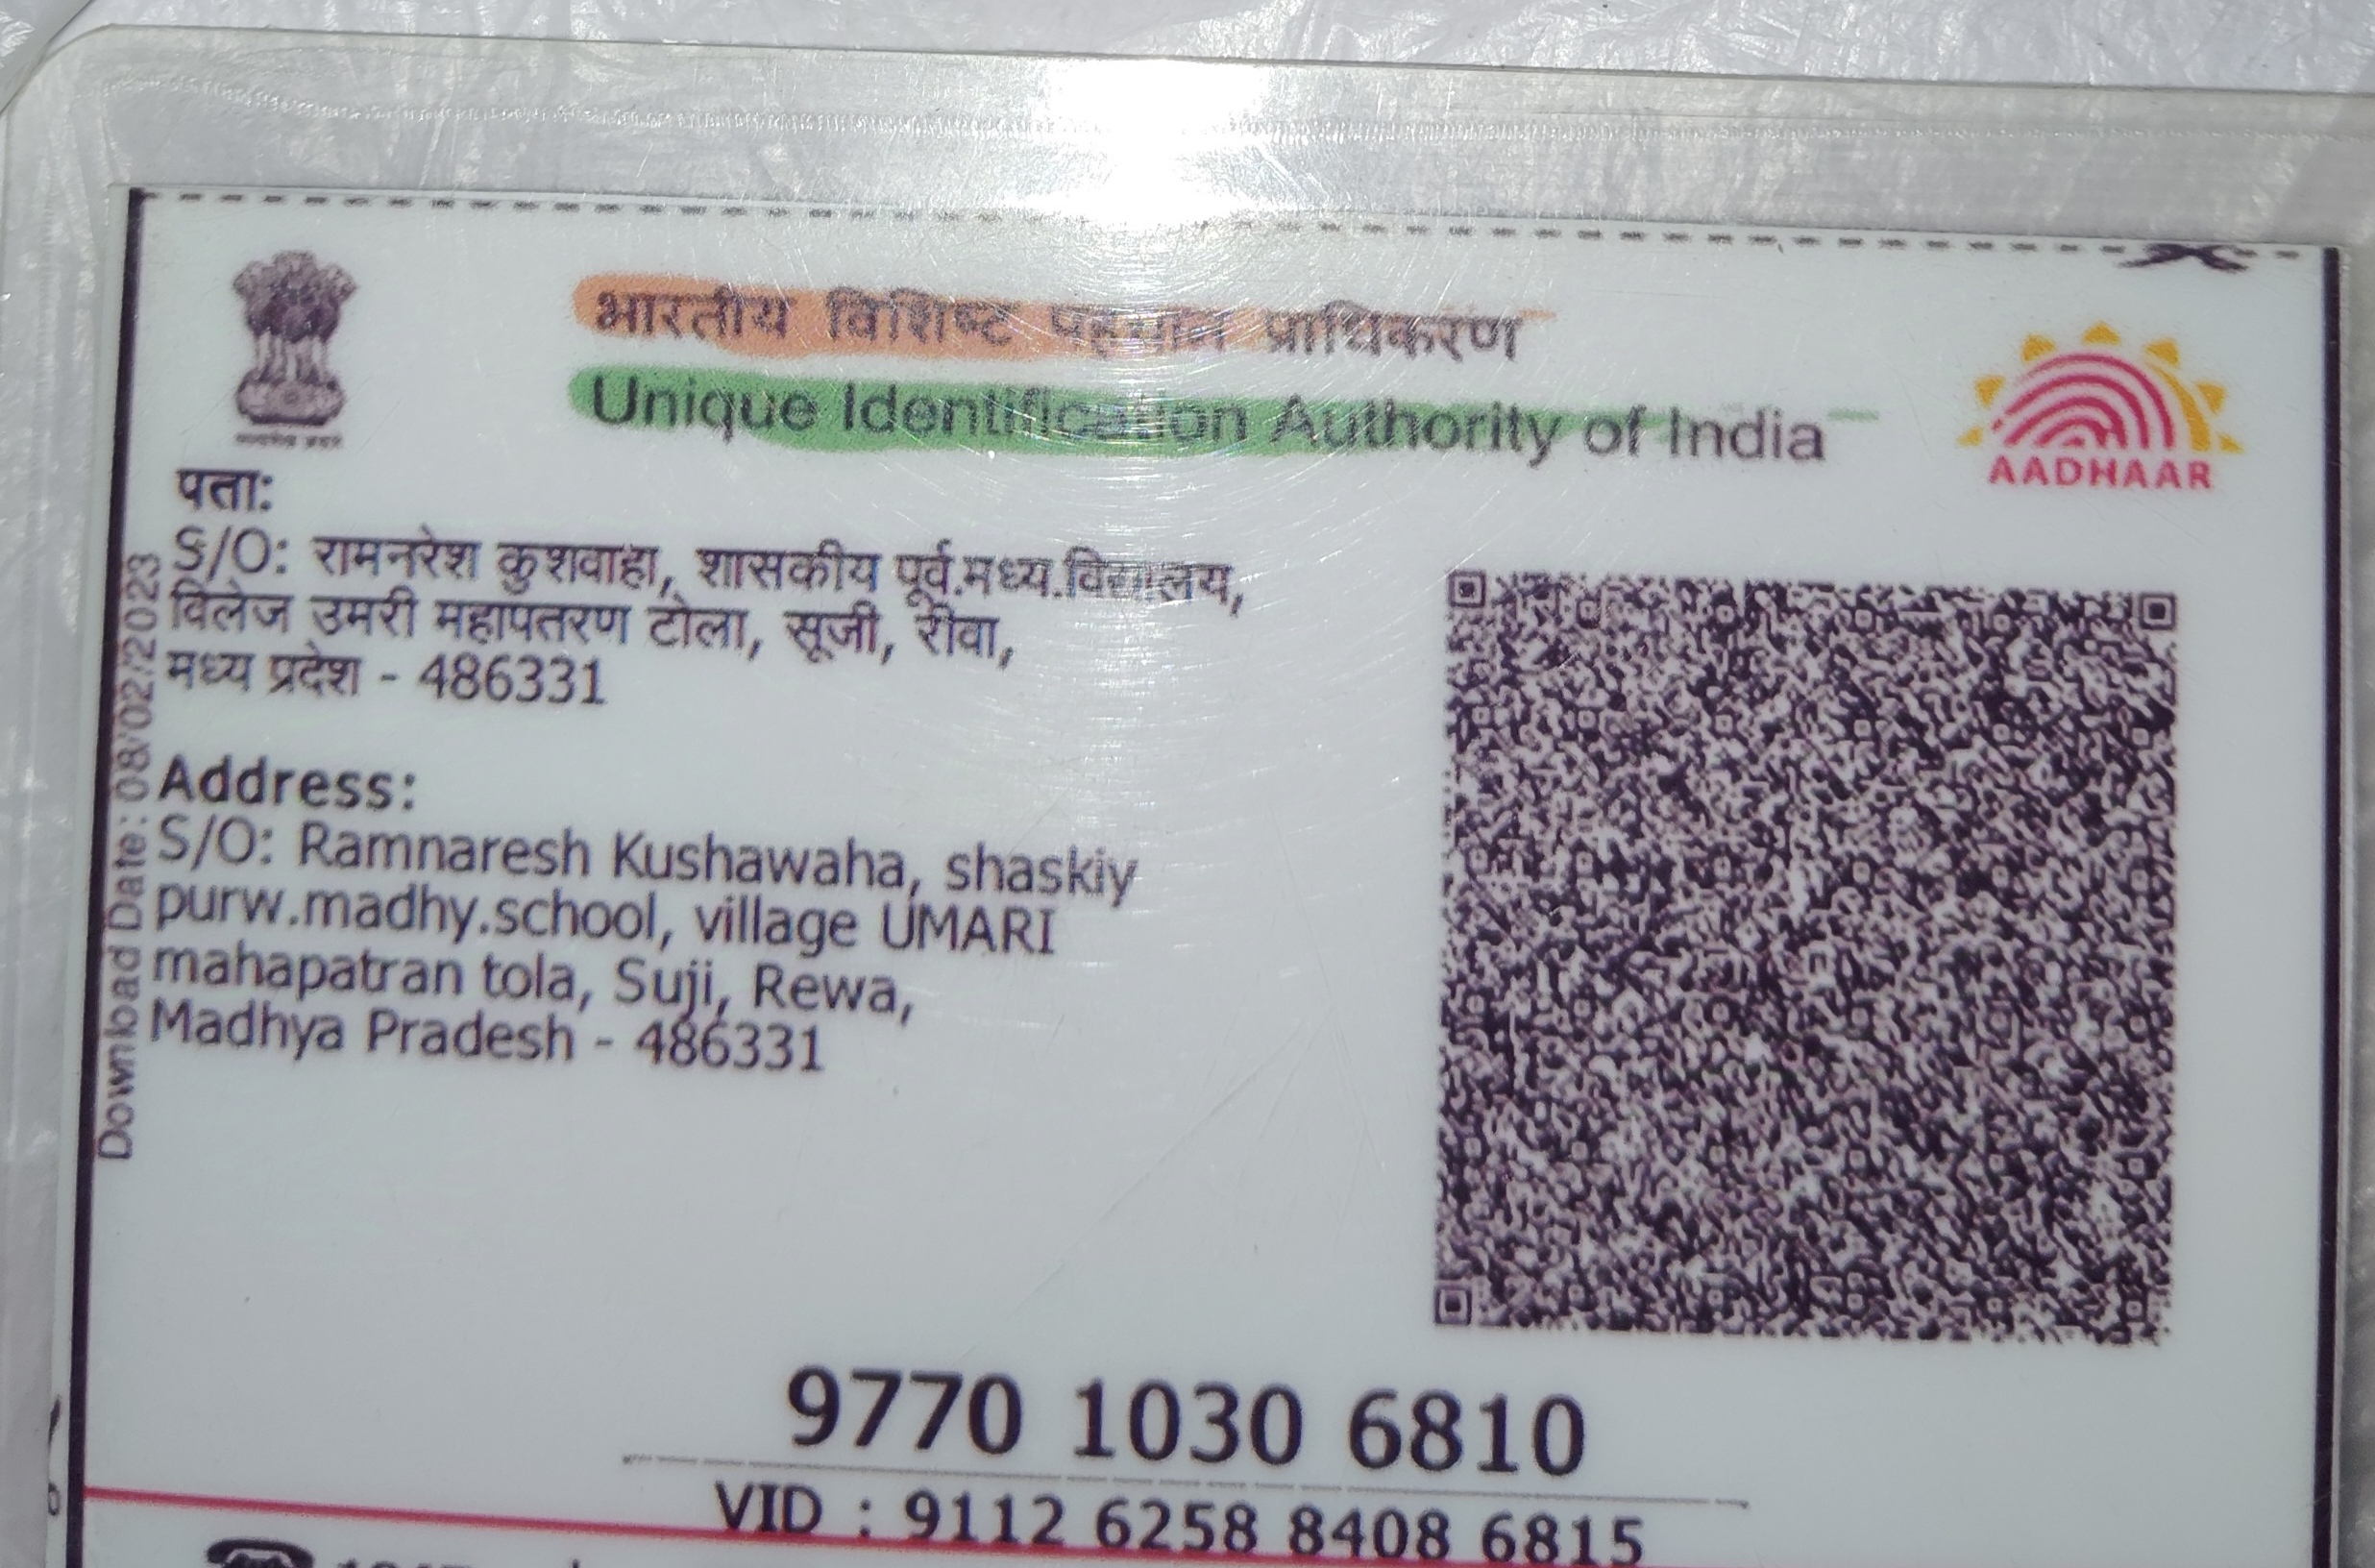 भारतीय विशिष्ट पहचान प्राधिकरण
Unique Identification Authority of India
AADHAAR
पता:
S/O: रामनरेश कुशवाहा, शासकीय पूर्व.मध्य.विद्यालय,
विलेज उमरी महापतरण टोला, सूजी, रीवा,
मध्य प्रदेश - 486331
Address:
S/O: Ramnaresh Kushawaha, shaskiy
purw.madhy.school, village UMARI
mahapatran tola, Suji, Rewa,
Madhya Pradesh - 486331
Download Date: 08/02/2023
9770 1030 6810
VID : 9112 6258 8408 6815